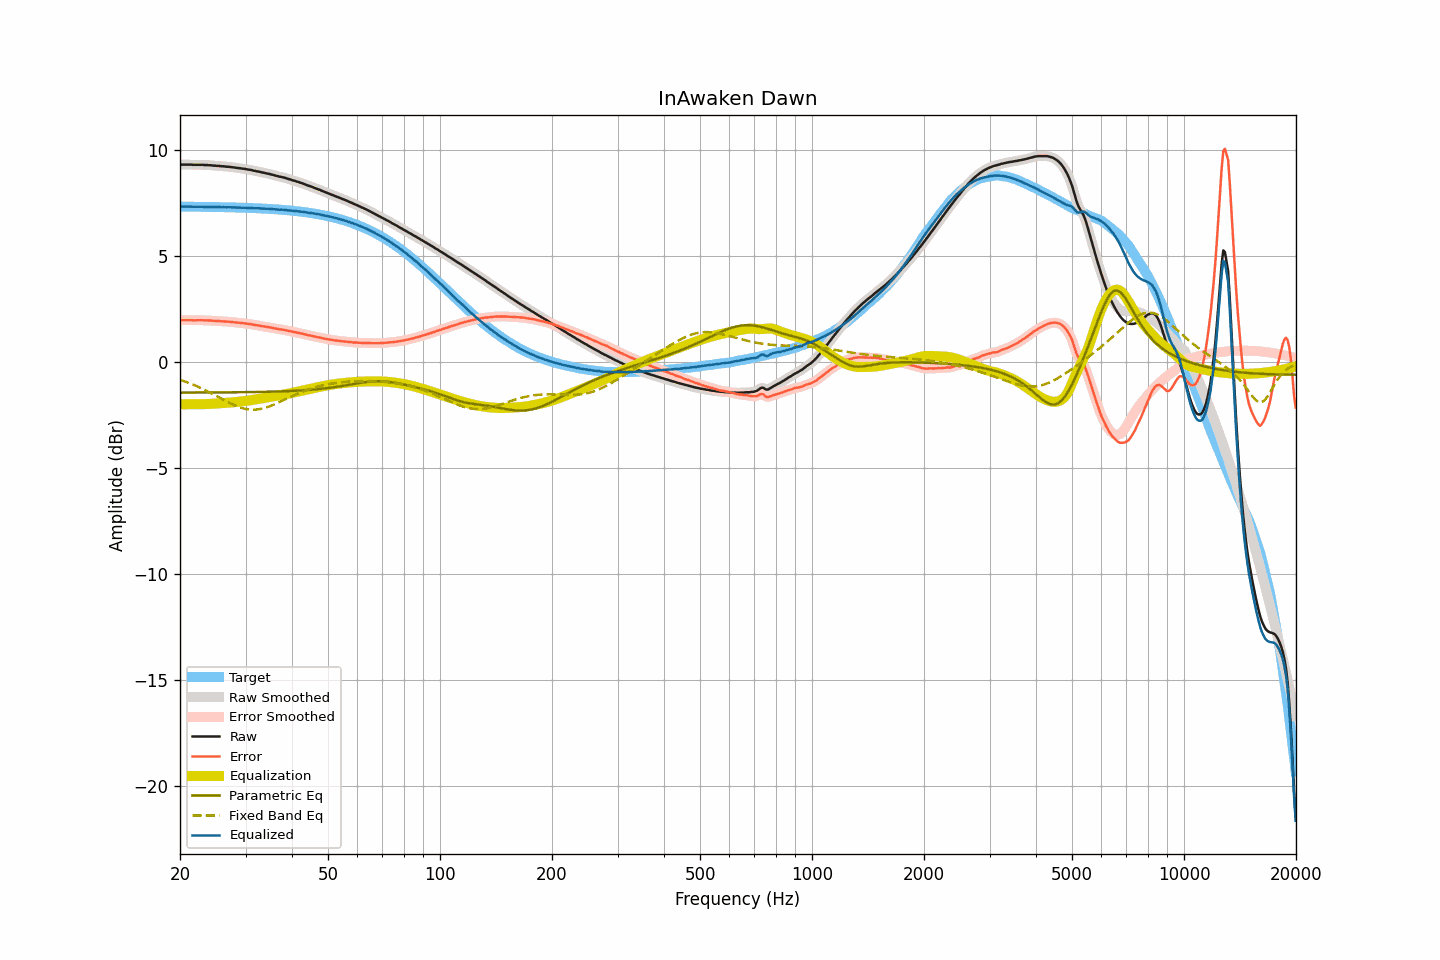 InAwaken Dawn
Amplitude (dBr)
10
5
0
−5
−10
−15
−20
Target
Raw Smoothed
Error Smoothed
Raw
Error
Equalization
Parametric Eq
Fixed Band Eq
Equalized
20 50 100 200 500 1000 2000 5000 10000 20000
Frequency (Hz)